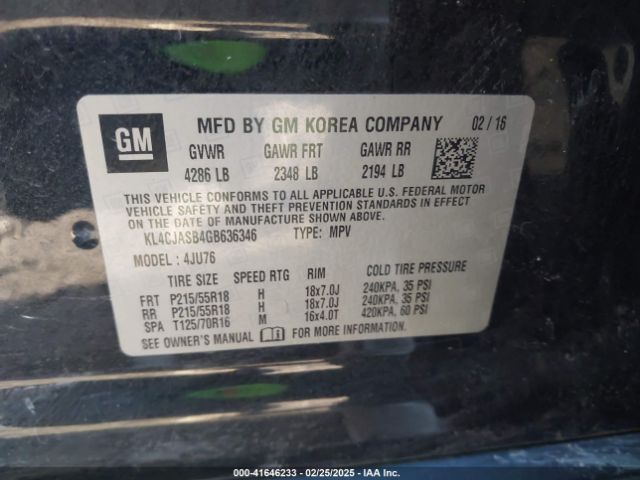 GM MFD BY GM KOREA COMPANY 02 / 16
GVWR GAWR FRT GAWR RR
4286 LB 2348 LB 2194 LB
THIS VEHICLE CONFORMS TO ALL APPLICABLE U.S. FEDERAL MOTOR
VEHICLE SAFETY AND THEFT PREVENTION STANDARDS IN EFFECT
ON THE DATE OF MANUFACTURE SHOWN ABOVE.
KL4CJASB4GB636346 TYPE: MPV
MODEL: 4JU76
TIRE SIZE SPEED RTG RIM COLD TIRE PRESSURE
FRT P215/55R18 H 18x7.0J 240KPA, 35 PSI
RR P215/55R18 H 18x7.0J 240KPA, 35 PSI
SPA T125/70R16 M 16x4.0T 420KPA, 60 PSI
SEE OWNER'S MANUAL FOR MORE INFORMATION.
000-41646233 - 02/25/2025 - IAA Inc.